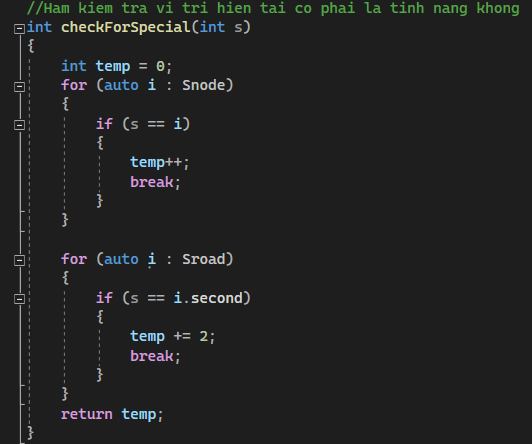 //Ham kiem tra vi tri hien tai co phai la tinh nang khong
int checkForSpecial(int s)
{
    int temp = 0;
    for (auto i : Snode)
    {
        if (s == i)
        {
            temp++;
            break;
        }
    }

    for (auto i : Sroad)
    {
        if (s == i.second)
        {
            temp += 2;
            break;
        }
    }
    return temp;
}